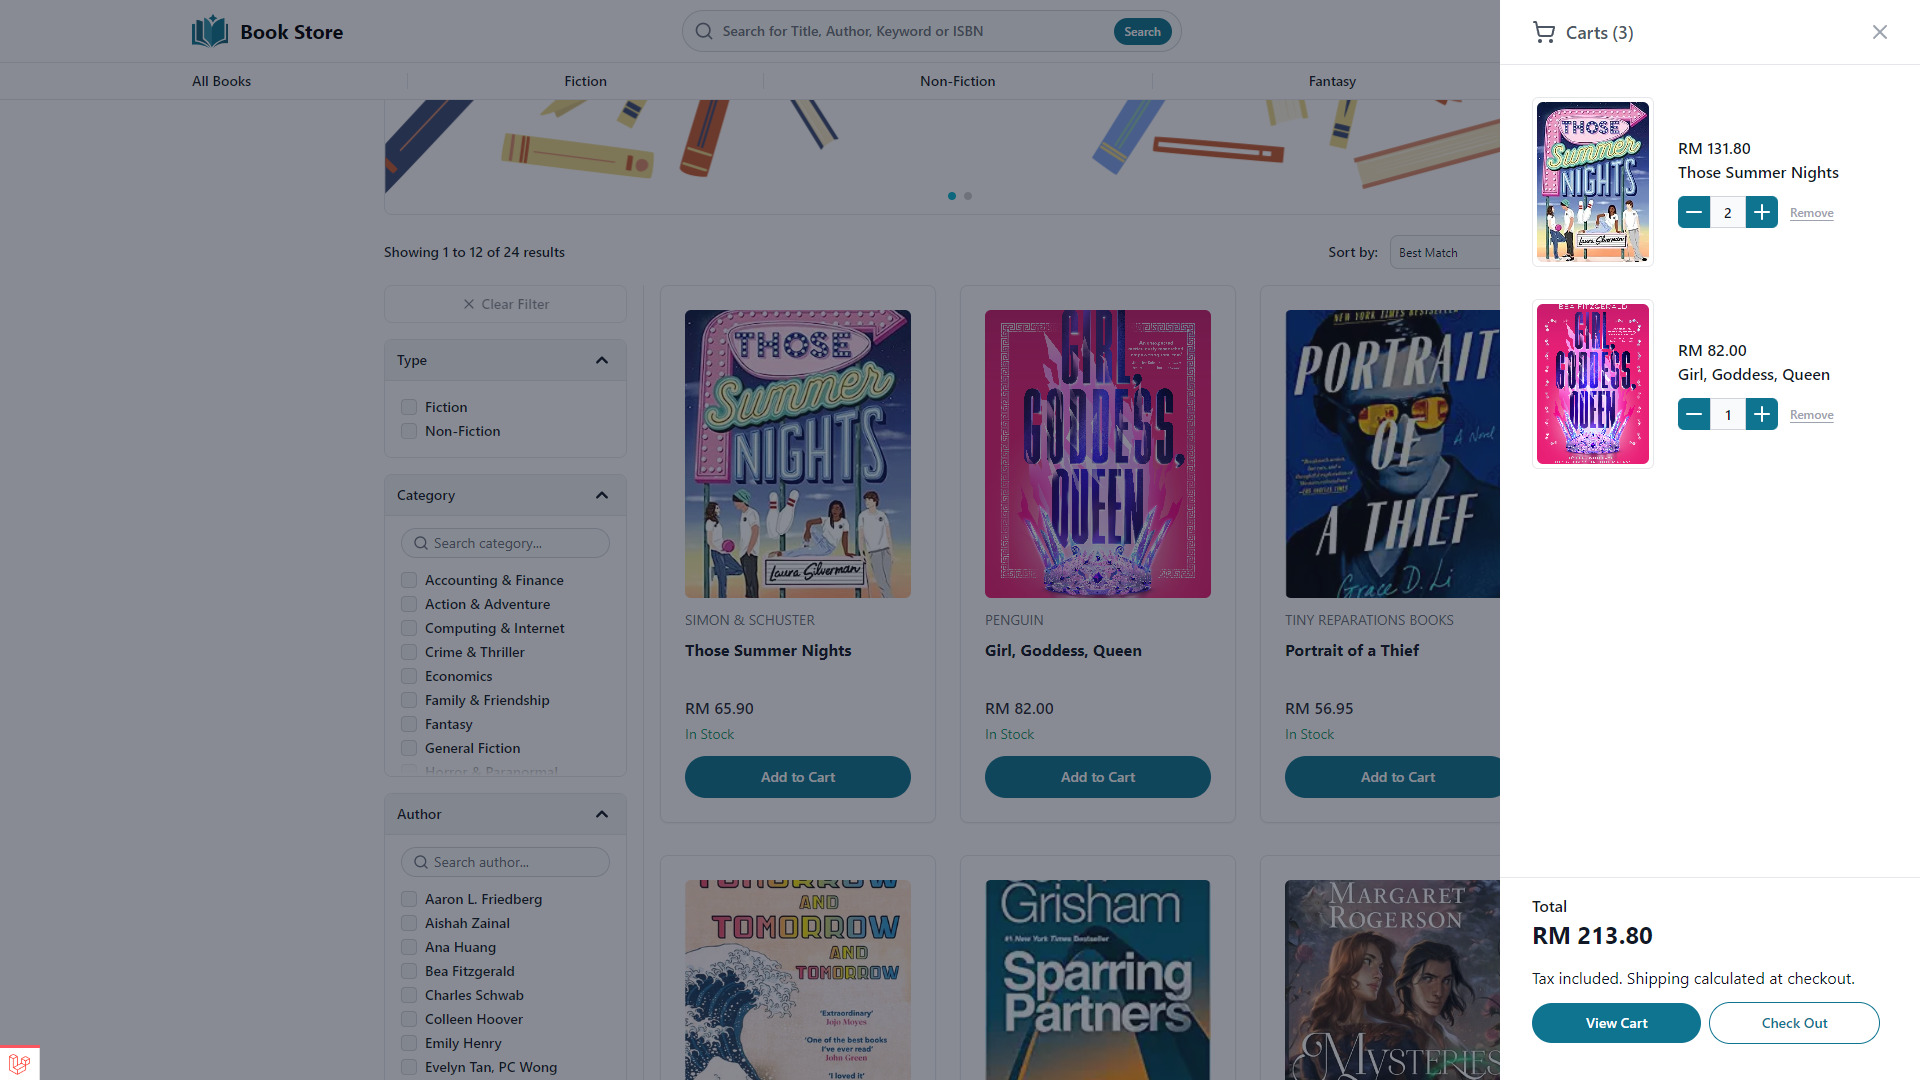 Book Store
Search for Title, Author, Keyword or ISBN
Search
All Books
Fiction
Non-Fiction
Fantasy
Showing 1 to 12 of 24 results
Sort by:
Best Match
Clear Filter
Type
Fiction
Non-Fiction
Category
Search category...
Accounting & Finance
Action & Adventure
Computing & Internet
Crime & Thriller
Economics
Family & Friendship
Fantasy
General Fiction
Horror & Paranormal
Author
Search author...
Aaron L. Friedberg
Aishah Zainal
Ana Huang
Bea Fitzgerald
Charles Schwab
Colleen Hoover
Emily Henry
Evelyn Tan, PC Wong
THOSE
Summer
NIGHTS
Laura Silverman
SIMON & SCHUSTER
Those Summer Nights
RM 65.90
In Stock
Add to Cart
GIRL,
GODDESS,
QUEEN
PENGUIN
Girl, Goddess, Queen
RM 82.00
In Stock
Add to Cart
NEW YORK TIMES
PORTRAIT
OF
A Novel
A THIEF
Grace D. Li
TINY REPARATIONS BOOKS
Portrait of a Thief
RM 56.95
In Stock
Add to Cart
TOMORROW
AND
TOMORROW
AND
TOMORROW
'Extraordinary'
Jojo Moyes
'One of the best books
I've ever read'
John Green
'I loved it'
Grisham
#1 New York Times Bestseller
Sparring
Partners
MARGARET
ROGERSON
MYSTERIES
Carts (3)
THOSE
Summer
NIGHTS
Laura Silverman
RM 131.80
Those Summer Nights
2
Remove
BEA FITZGERALD
GIRL,
GODDESS,
QUEEN
RM 82.00
Girl, Goddess, Queen
1
Remove
Total
RM 213.80
Tax included. Shipping calculated at checkout.
View Cart
Check Out